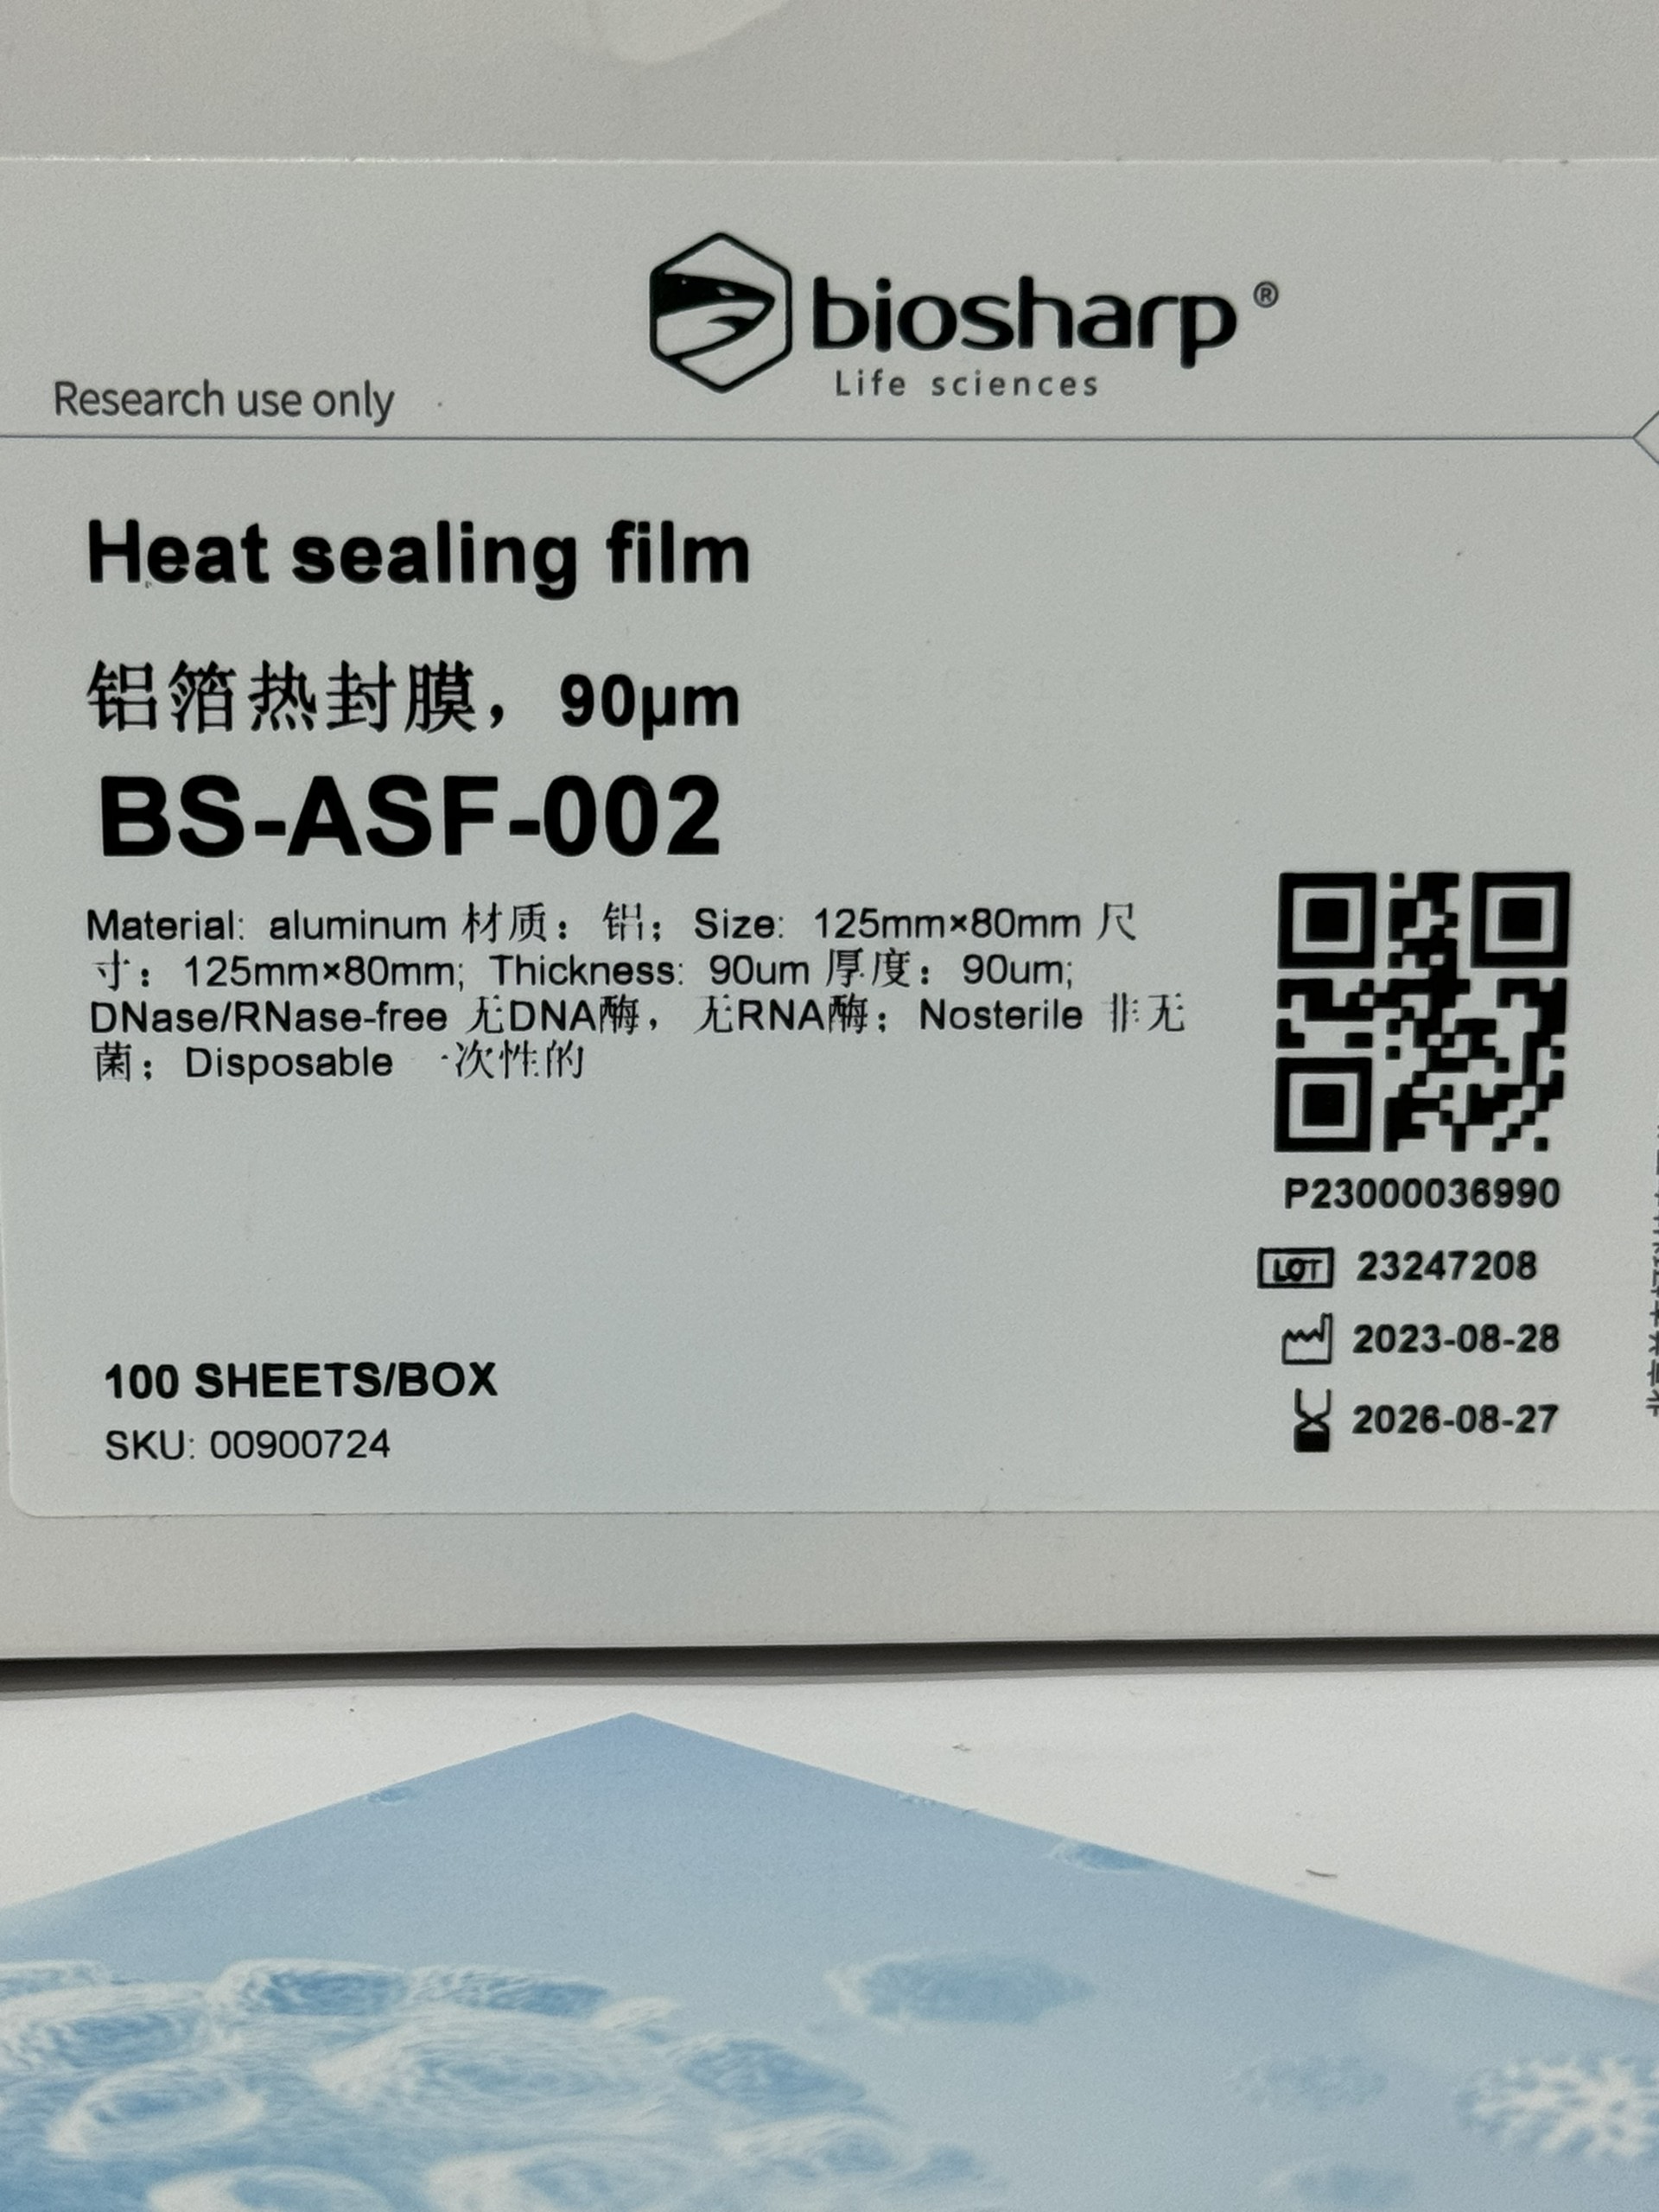 biosharp®
Life sciences
Research use only
Heat sealing film
铝箔热封膜，90μm
BS-ASF-002
Material: aluminum 材质：铝；Size: 125mm×80mm 尺
寸：125mm×80mm; Thickness: 90um 厚度：90um;
DNase/RNase-free 无DNA酶，无RNA酶；Nosterile 非无
菌；Disposable 一次性的
P23000036990
LOT 23247208
2023-08-28
2026-08-27
100 SHEETS/BOX
SKU: 00900724